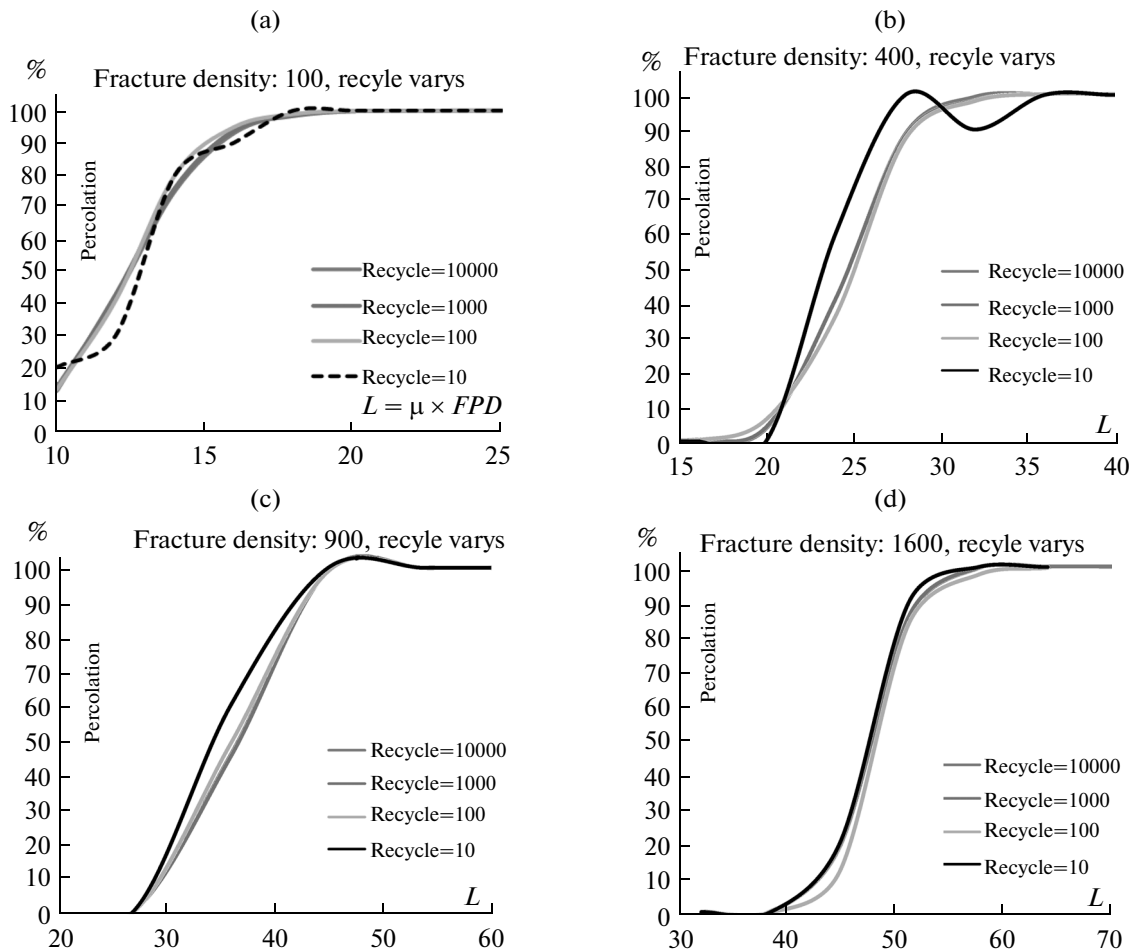 (a)
%
Fracture density: 100, recyle varys
100
90
80
70
60
50
40
30
20
10
0
Percolation
Recycle=10000
Recycle=1000
Recycle=100
Recycle=10
L = μ × FPD
10 15 20 25
(b)
%
Fracture density: 400, recyle varys
100
90
80
70
60
50
40
30
20
10
0
Percolation
Recycle=10000
Recycle=1000
Recycle=100
Recycle=10
L
15 20 25 30 35 40
(c)
%
Fracture density: 900, recyle varys
100
90
80
70
60
50
40
30
20
10
0
Percolation
Recycle=10000
Recycle=1000
Recycle=100
Recycle=10
L
20 30 40 50 60
(d)
%
Fracture density: 1600, recyle varys
100
90
80
70
60
50
40
30
20
10
0
Percolation
Recycle=10000
Recycle=1000
Recycle=100
Recycle=10
L
30 40 50 60 70